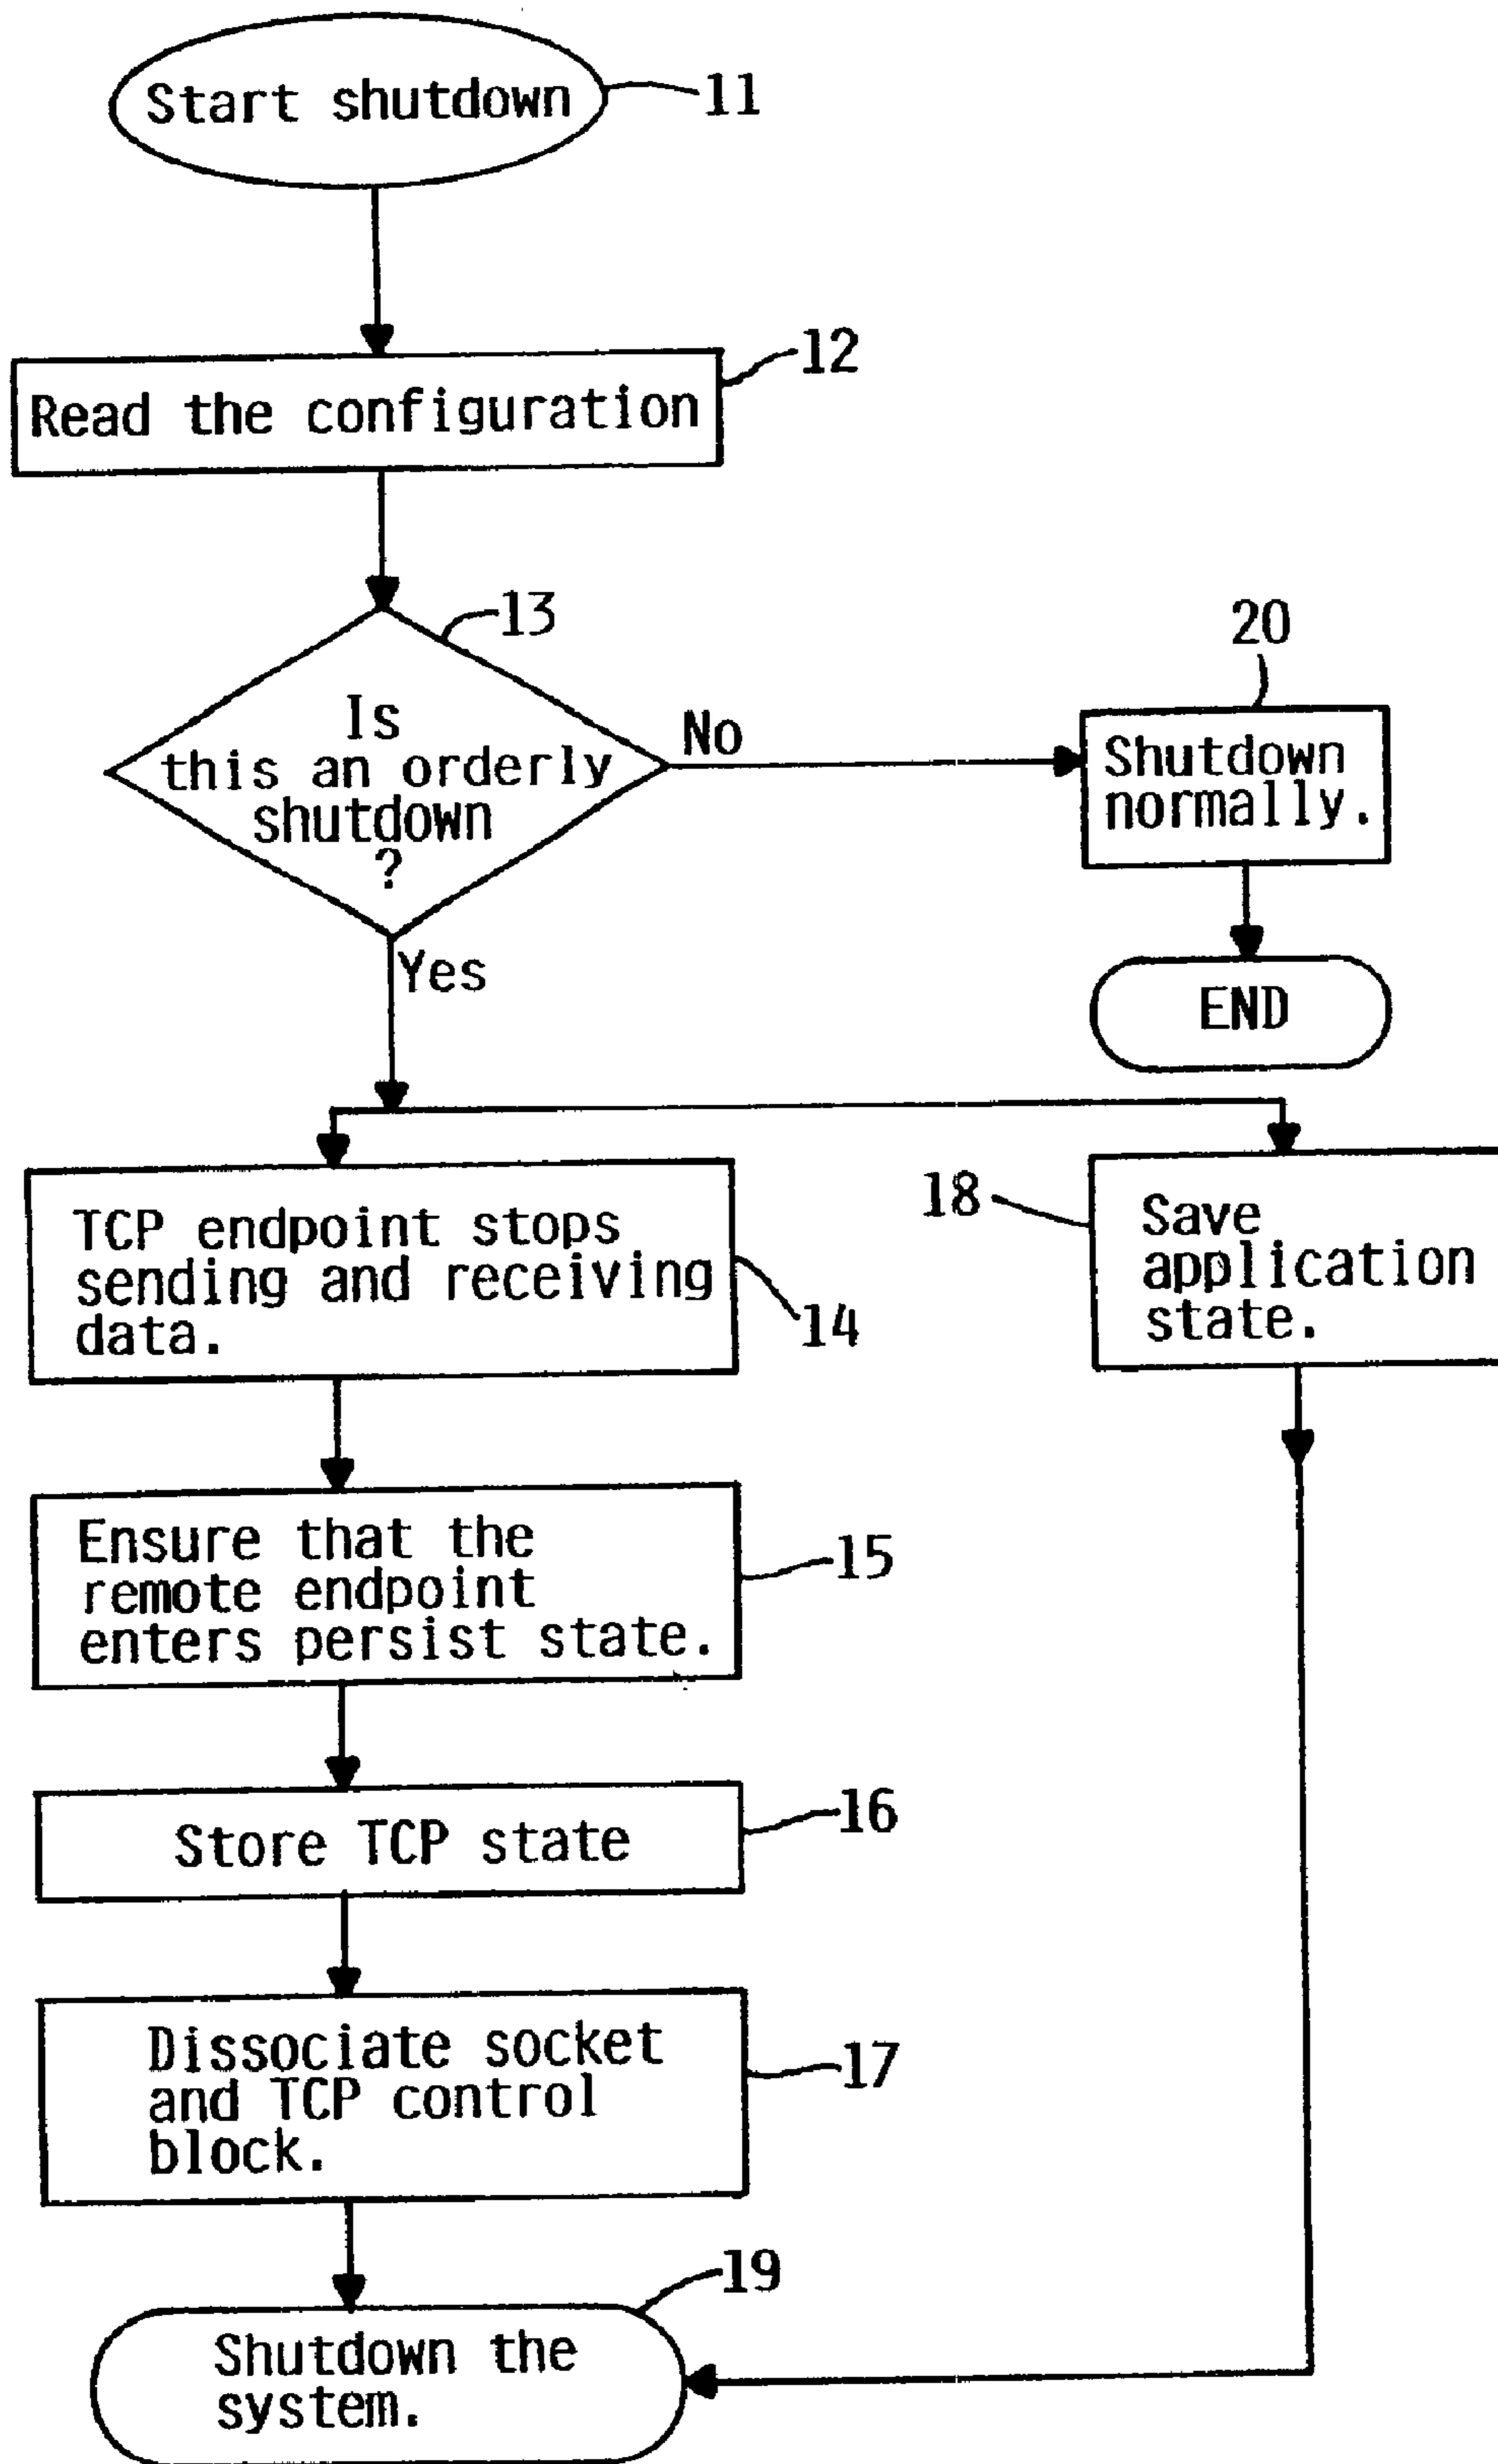 Start shutdown
11
12
Read the configuration
13
Is
this an orderly
shutdown
?
No
20
Shutdown
normally.
END
Yes
TCP endpoint stops
sending and receiving
data.
14
18
Save
application
state.
Ensure that the
remote endpoint
enters persist state.
15
Store TCP state
16
Dissociate socket
and TCP control
block.
17
19
Shutdown the
system.